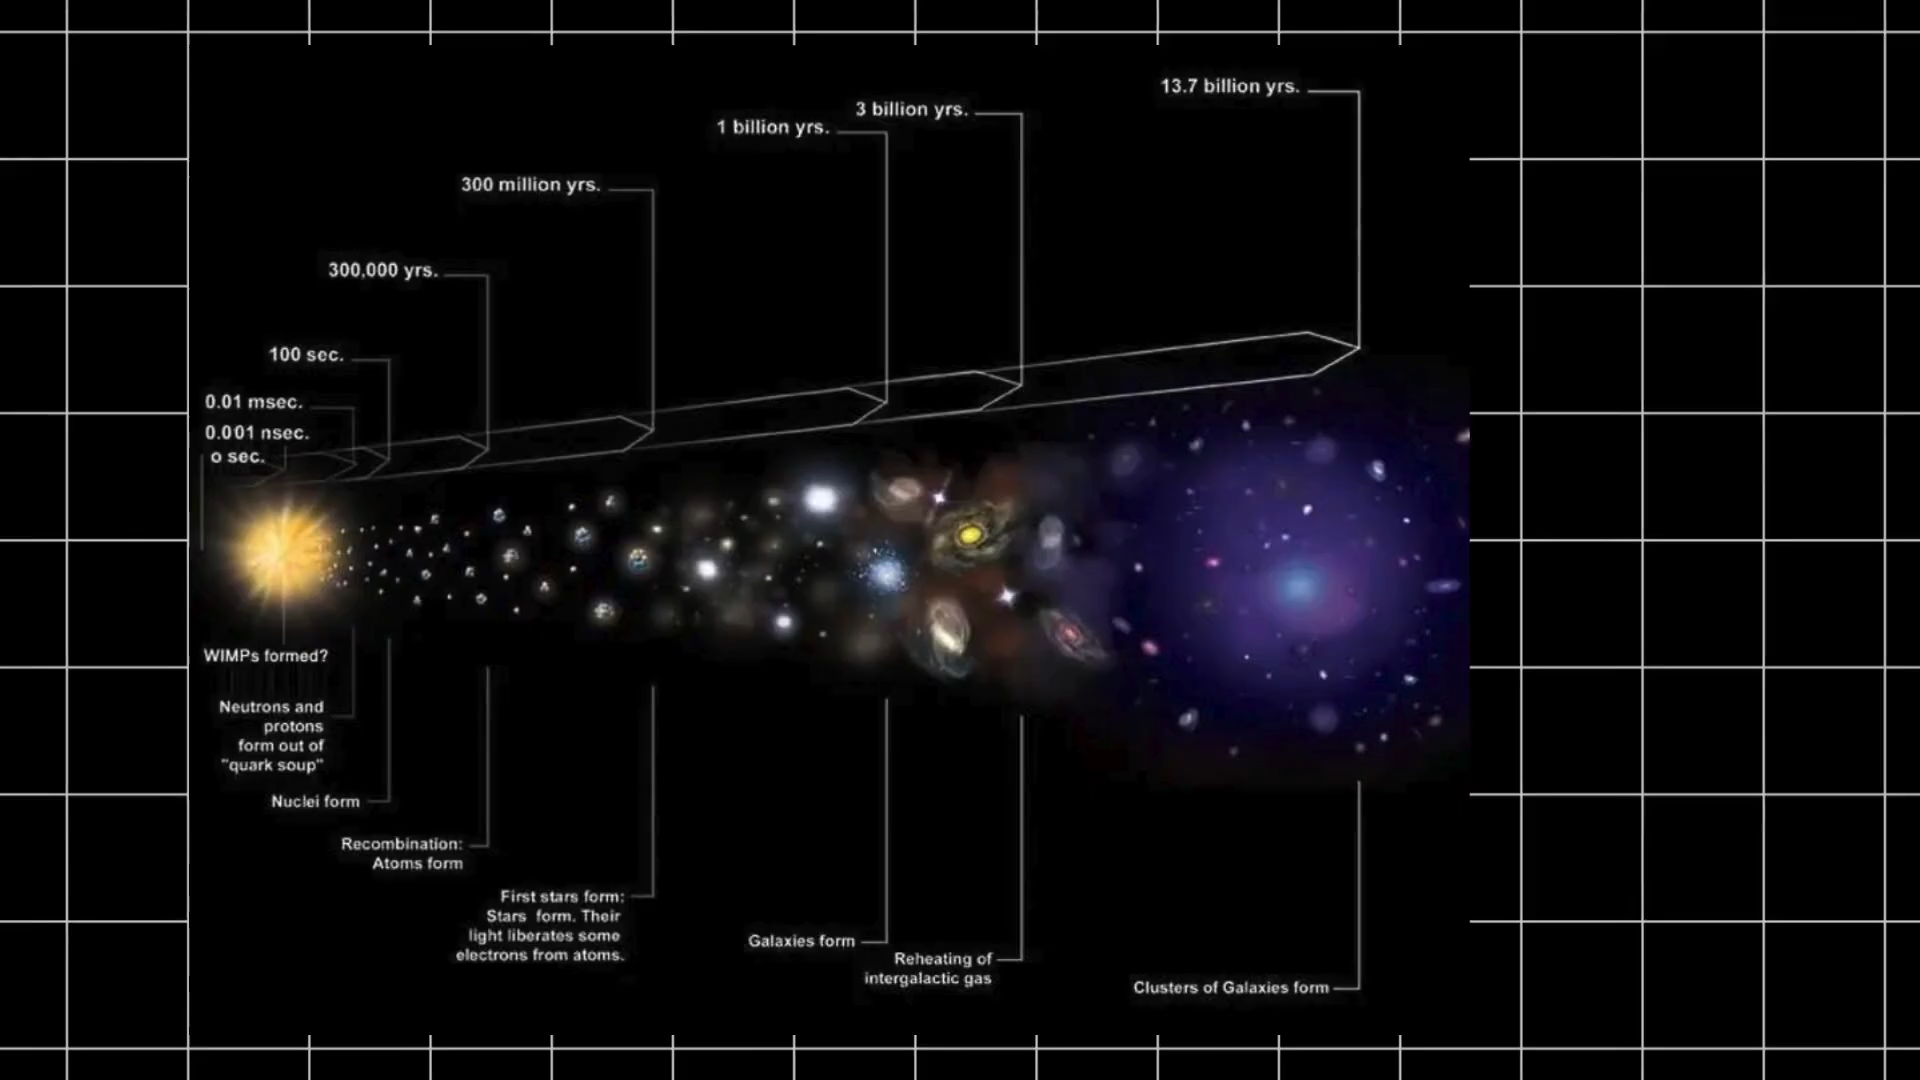 13.7 billion yrs.
3 billion yrs.
1 billion yrs.
300 million yrs.
300,000 yrs.
100 sec.
0.01 msec.
0.001 nsec.
o sec.
WIMPs formed?
Neutrons and
protons
form out of
"quark soup"
Nuclei form
Recombination:
Atoms form
First stars form:
Stars form. Their
light liberates some
electrons from atoms.
Galaxies form
Reheating of
intergalactic gas
Clusters of Galaxies form